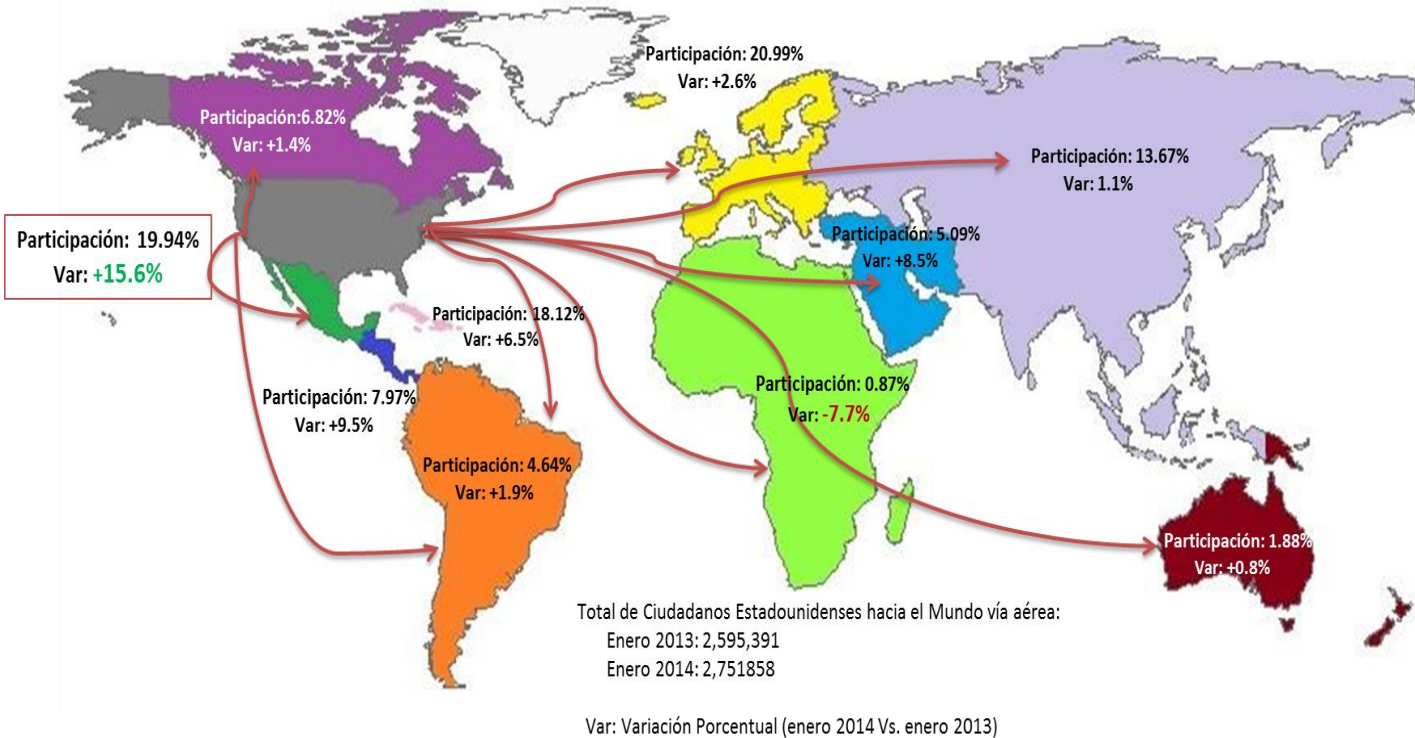 Participación: 20.99%
Var: +2.6%
Participación:6.82%
Var: +1.4%
Participación: 13.67%
Var: 1.1%
Participación: 19.94%
Var: +15.6%
Participación: 5.09%
Var: +8.5%
Participación: 18.12%
Var: +6.5%
Participación: 7.97%
Var: +9.5%
Participación: 0.87%
Var: -7.7%
Participación: 4.64%
Var: +1.9%
Participación: 1.88%
Var: +0.8%
Total de Ciudadanos Estadounidenses hacia el Mundo vía aérea:
Enero 2013: 2,595,391
Enero 2014: 2,751858
Var: Variación Porcentual (enero 2014 Vs. enero 2013)